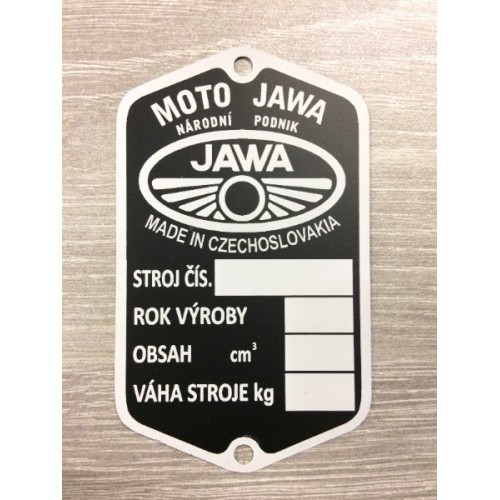 MOTO JAWA
NÁRODNÍ PODNIK
JAWA
MADE IN CZECHOSLOVAKIA
STROJ ČÍS.
ROK VÝROBY
OBSAH cm³
VÁHA STROJE kg